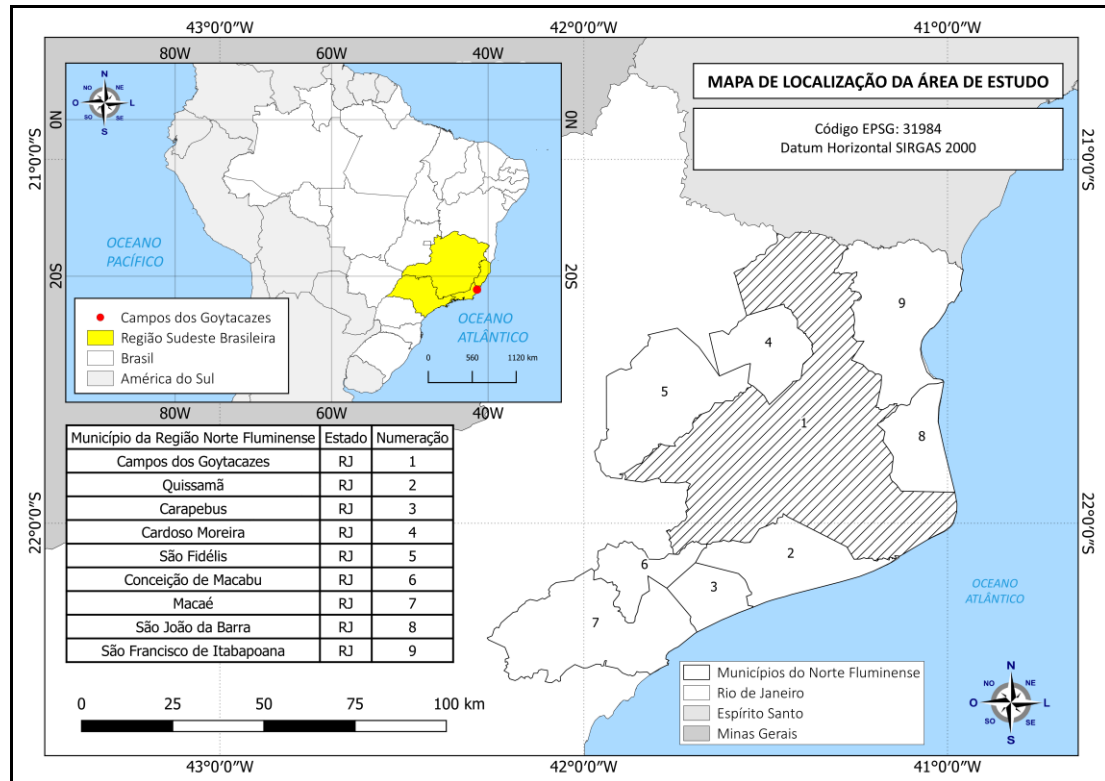 43°0'0"W
42°0'0"W
41°0'0"W
80W
60W
40W
N
NO
NE
O
L
SO
SE
S
0N
0N
21°0'0"S
21°0'0"S
MAPA DE LOCALIZAÇÃO DA ÁREA DE ESTUDO
Código EPSG: 31984
Datum Horizontal SIRGAS 2000
OCEANO
PACÍFICO
20S
20S
Campos dos Goytacazes
Região Sudeste Brasileira
Brasil
América do Sul
OCEANO
ATLÂNTICO
0 560 1120 km
80W
60W
40W
9
4
5
1
8
2
6
3
7
Município da Região Norte Fluminense Estado Numeração
Campos dos Goytacazes RJ 1
Quissamã RJ 2
Carapebus RJ 3
Cardoso Moreira RJ 4
São Fidélis RJ 5
Conceição de Macabu RJ 6
Macaé RJ 7
São João da Barra RJ 8
São Francisco de Itabapoana RJ 9
22°0'0"S
22°0'0"S
OCEANO
ATLÂNTICO
0 25 50 75 100 km
Municípios do Norte Fluminense
Rio de Janeiro
Espírito Santo
Minas Gerais
N
NO
NE
O
L
SO
SE
S
43°0'0"W
42°0'0"W
41°0'0"W